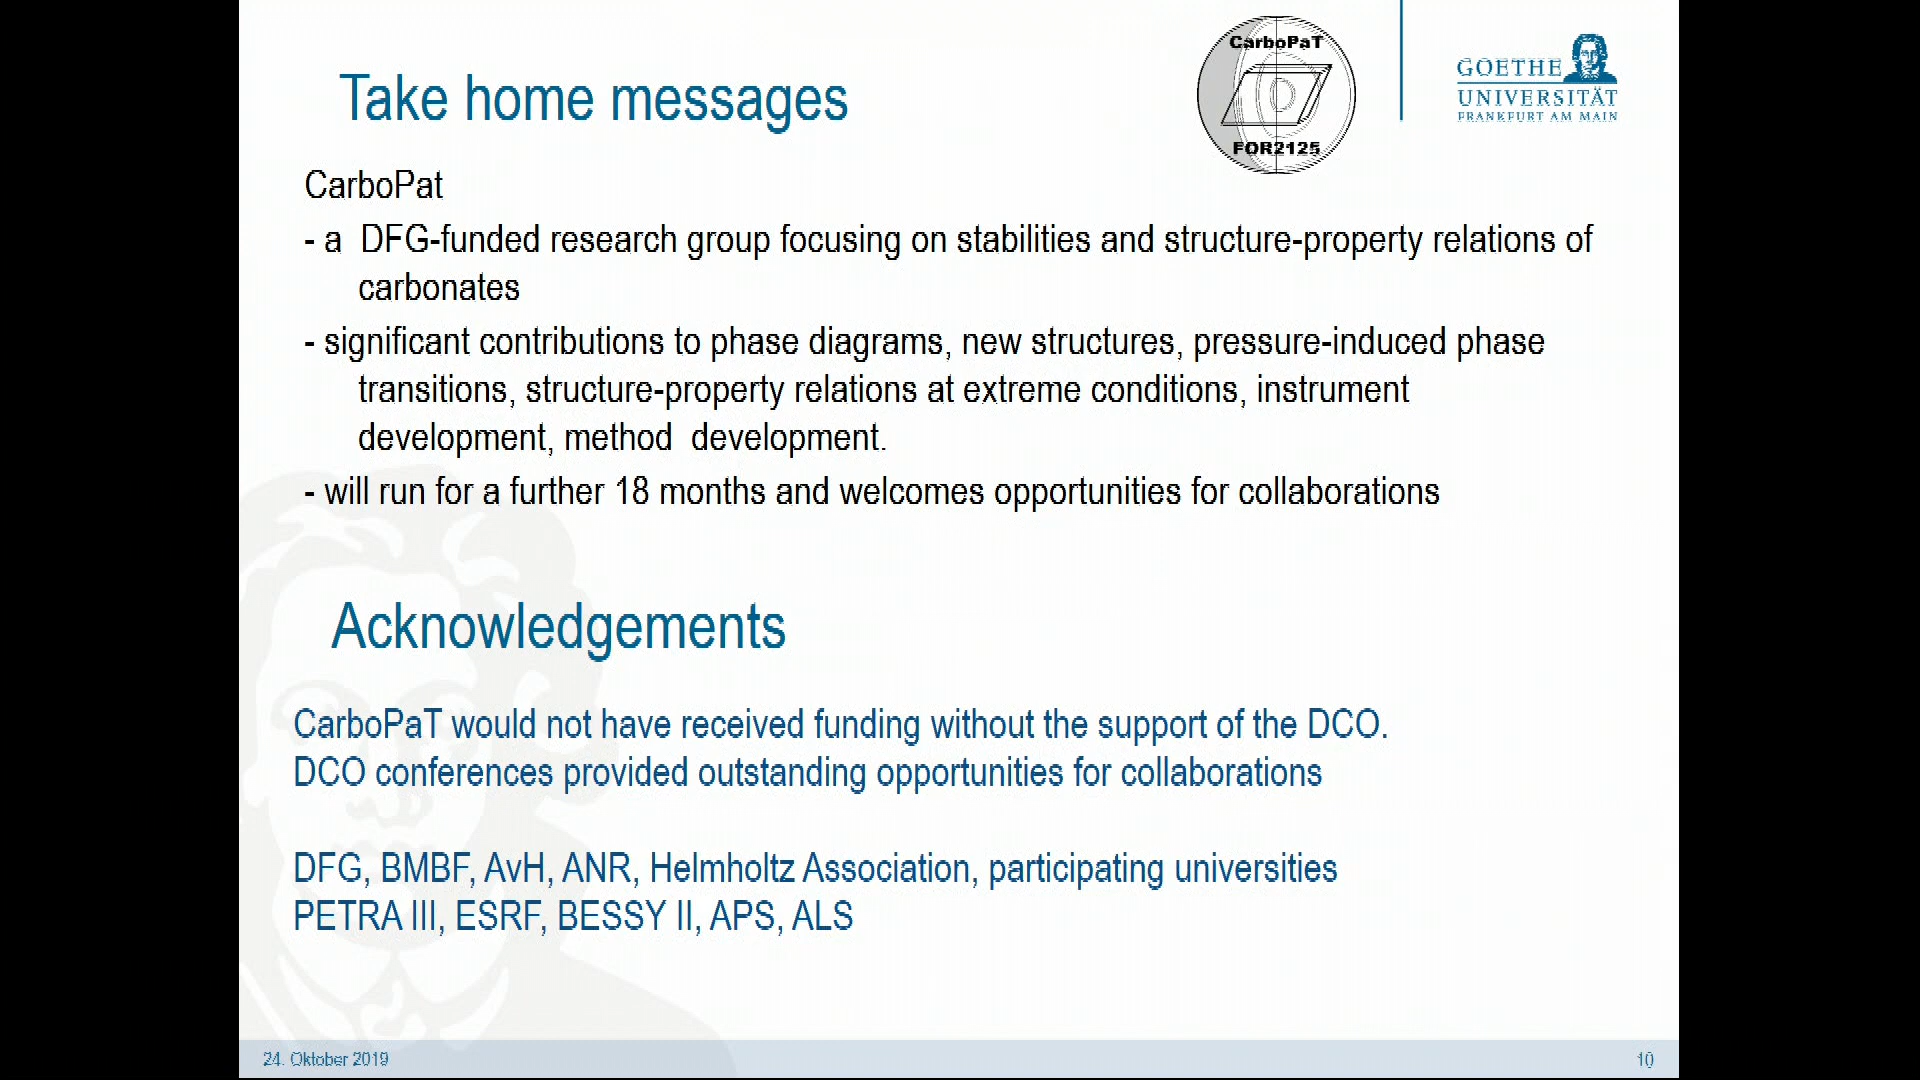 CarboPaT
FOR2125
GOETHE
UNIVERSITÄT
FRANKFURT AM MAIN
Take home messages
CarboPat
- a  DFG-funded research group focusing on stabilities and structure-property relations of
carbonates
- significant contributions to phase diagrams, new structures, pressure-induced phase
transitions, structure-property relations at extreme conditions, instrument
development, method  development.
- will run for a further 18 months and welcomes opportunities for collaborations
Acknowledgements
CarboPaT would not have received funding without the support of the DCO.
DCO conferences provided outstanding opportunities for collaborations
DFG, BMBF, AvH, ANR, Helmholtz Association, participating universities
PETRA III, ESRF, BESSY II, APS, ALS
24. Oktober 2019
10